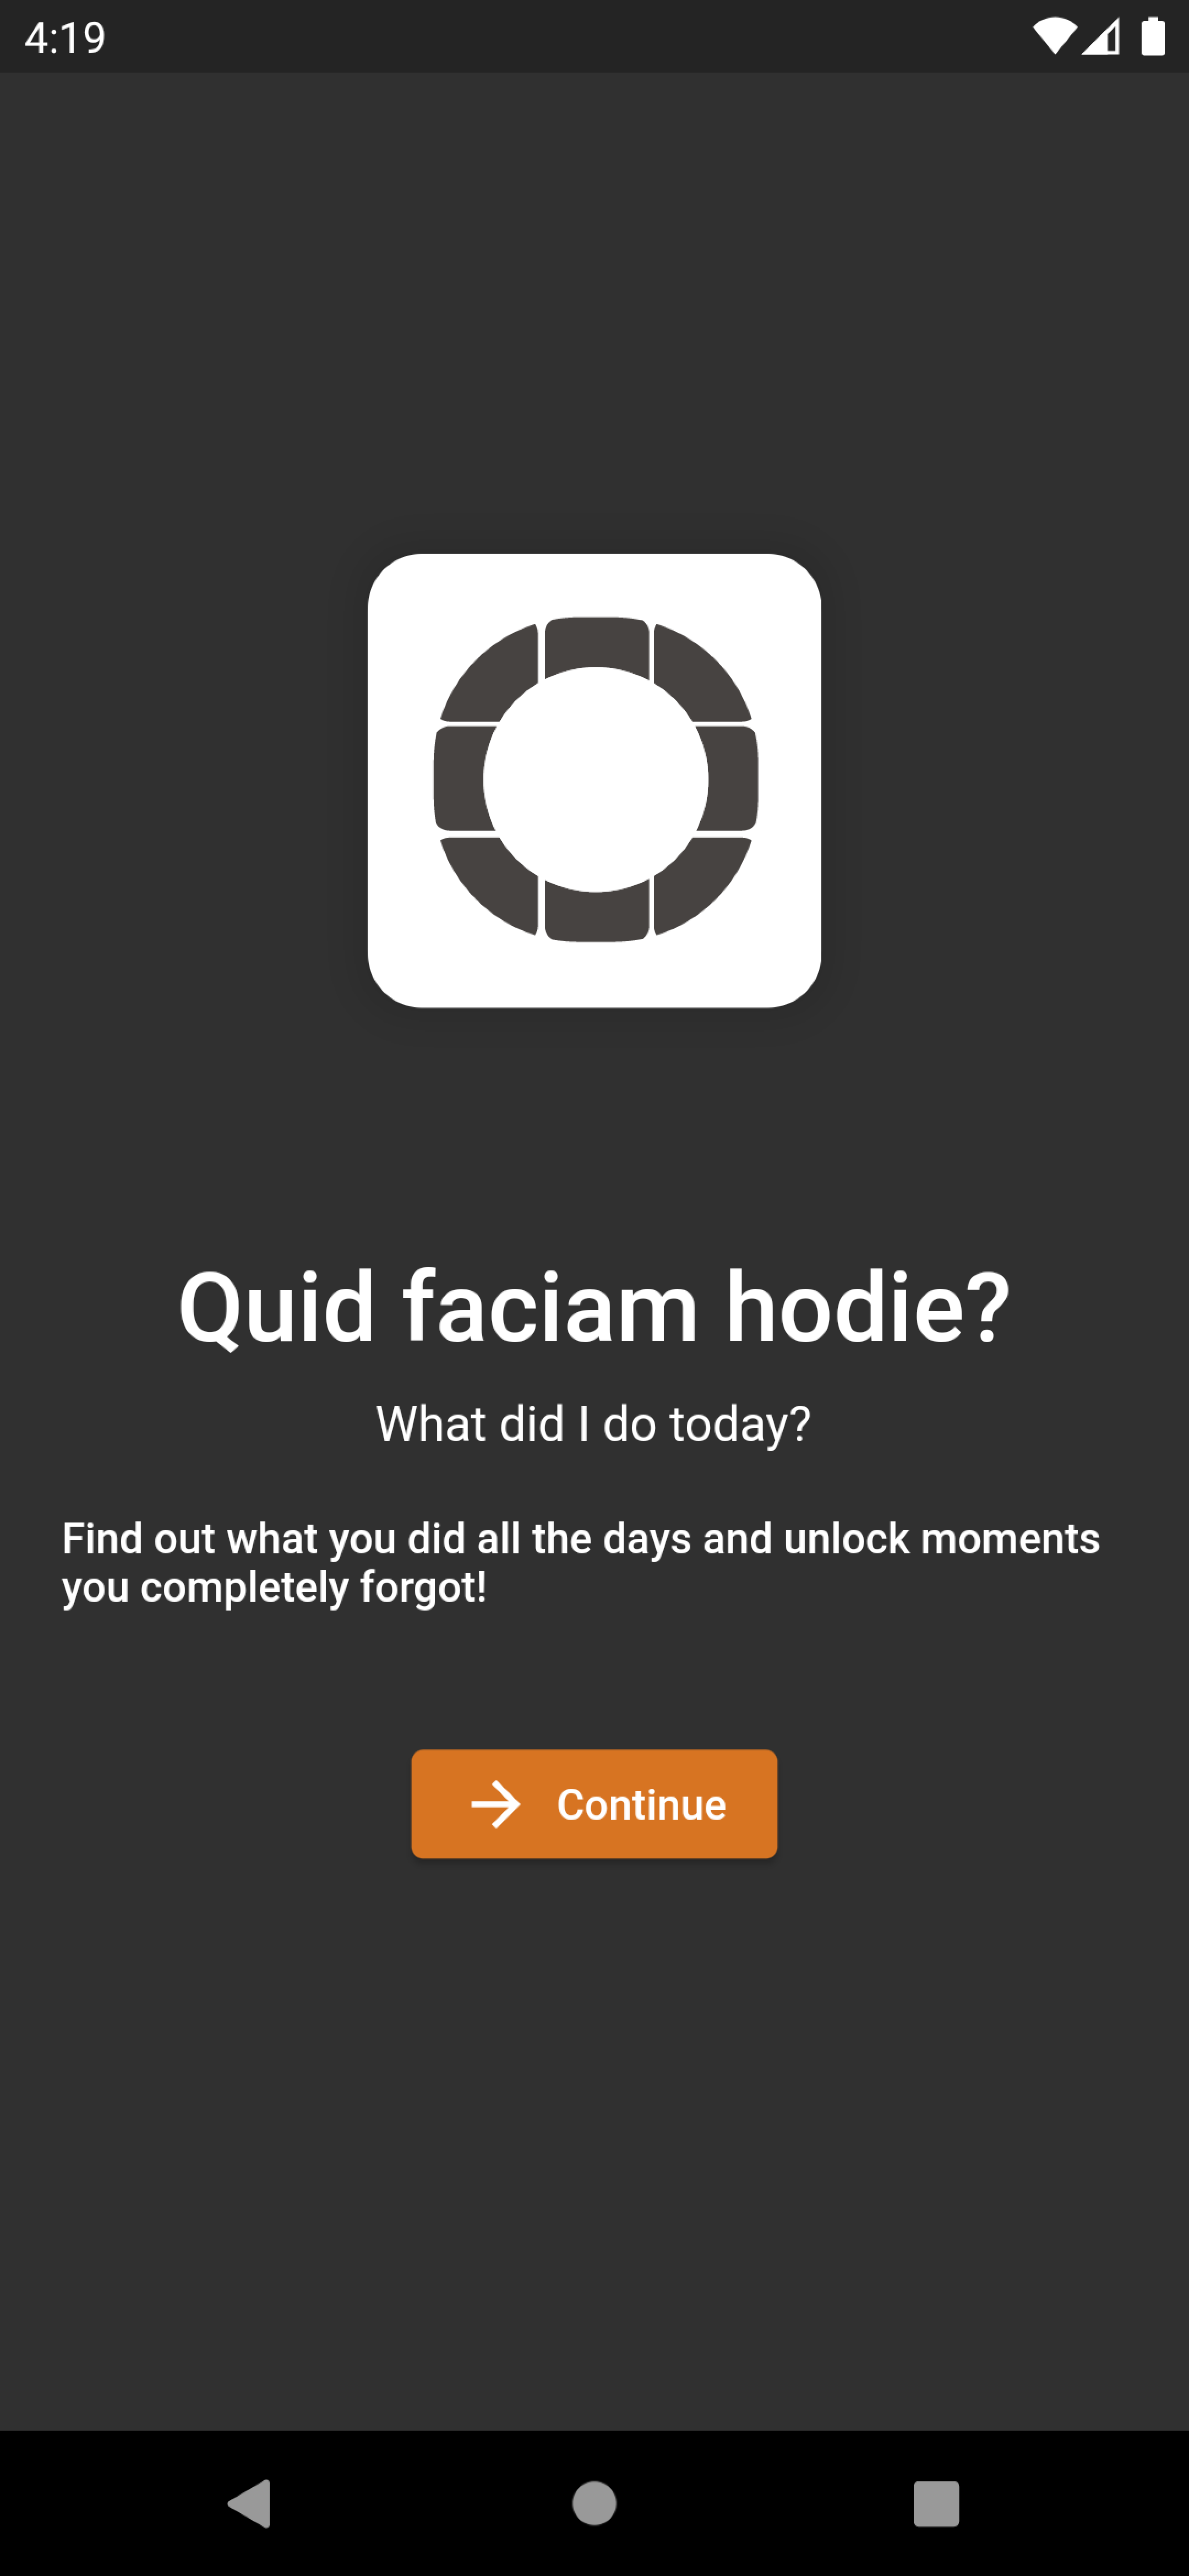 4:19
Quid faciam hodie?
What did I do today?
Find out what you did all the days and unlock moments
you completely forgot!
Continue